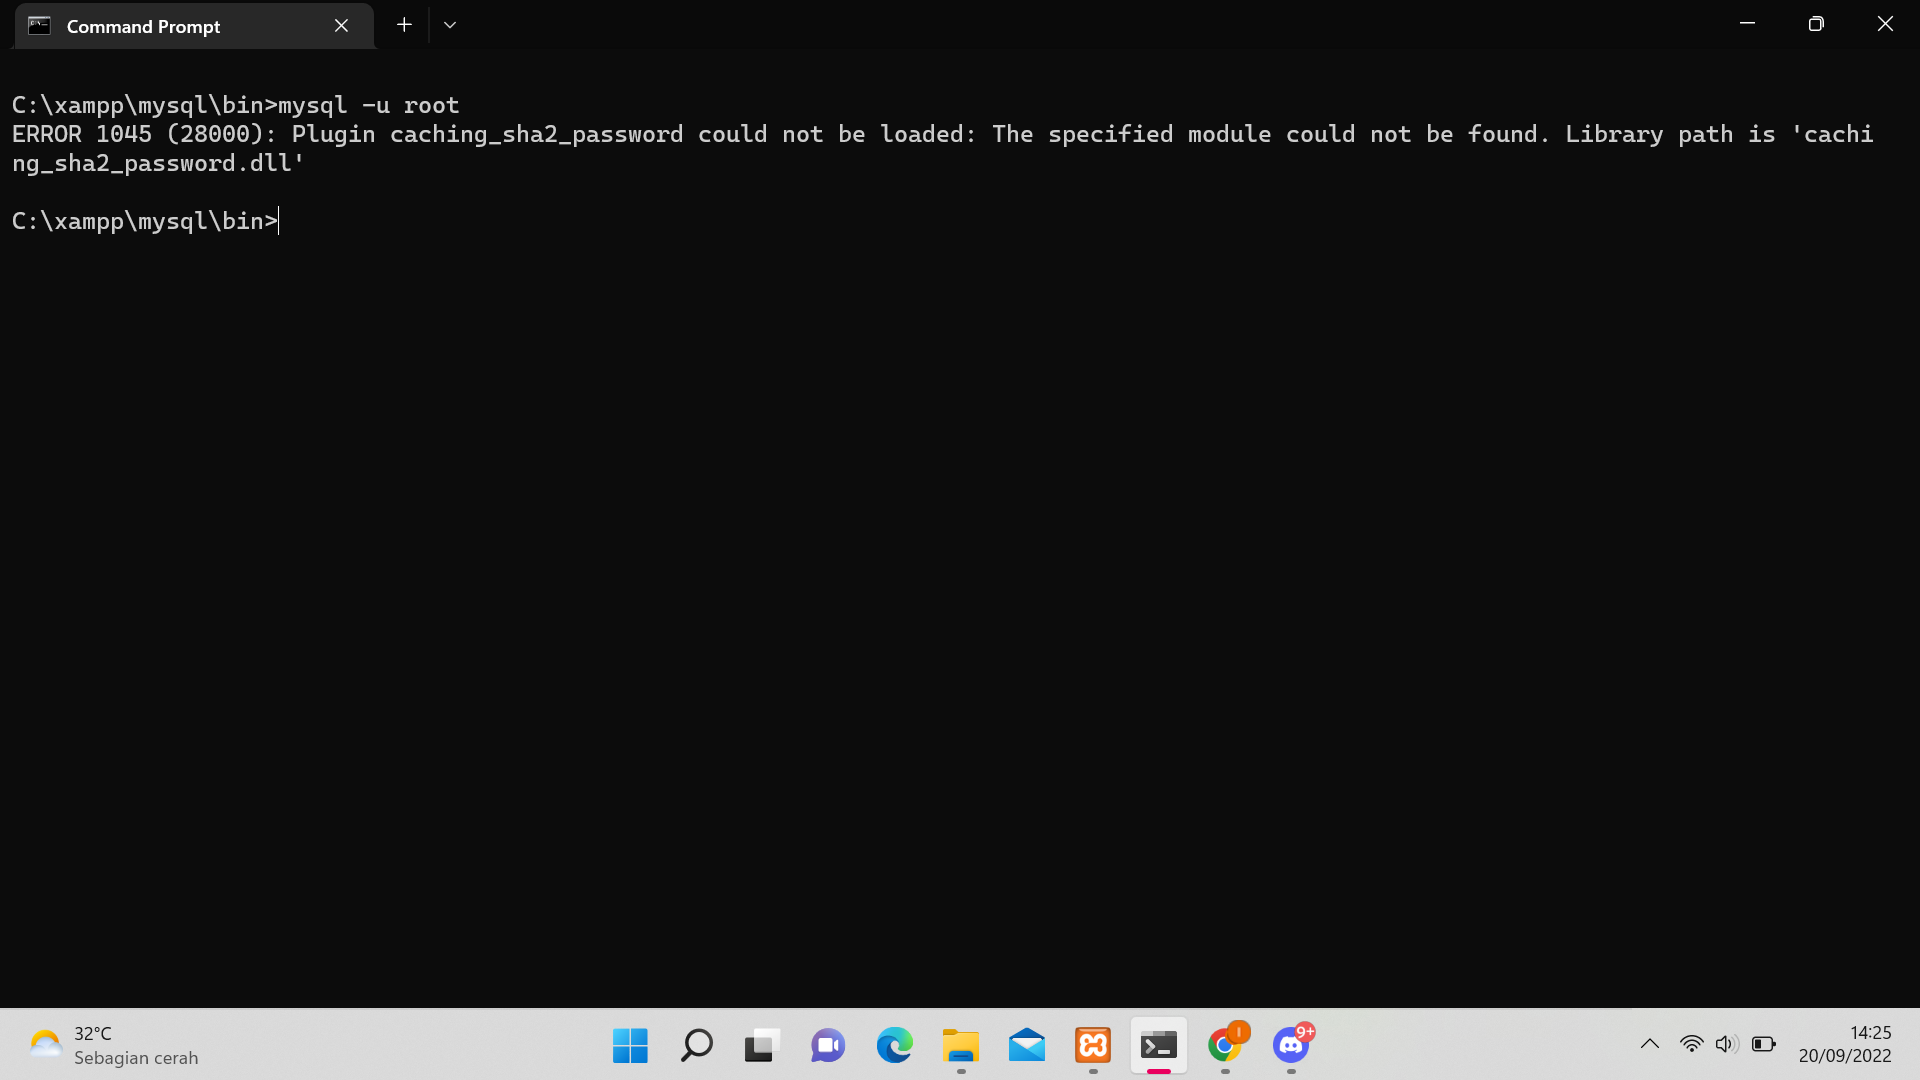 Command Prompt
C:\xampp\mysql\bin>mysql -u root
ERROR 1045 (28000): Plugin caching_sha2_password could not be loaded: The specified module could not be found. Library path is 'cachi
ng_sha2_password.dll'
C:\xampp\mysql\bin>
32°C
Sebagian cerah
9+
14:25
20/09/2022